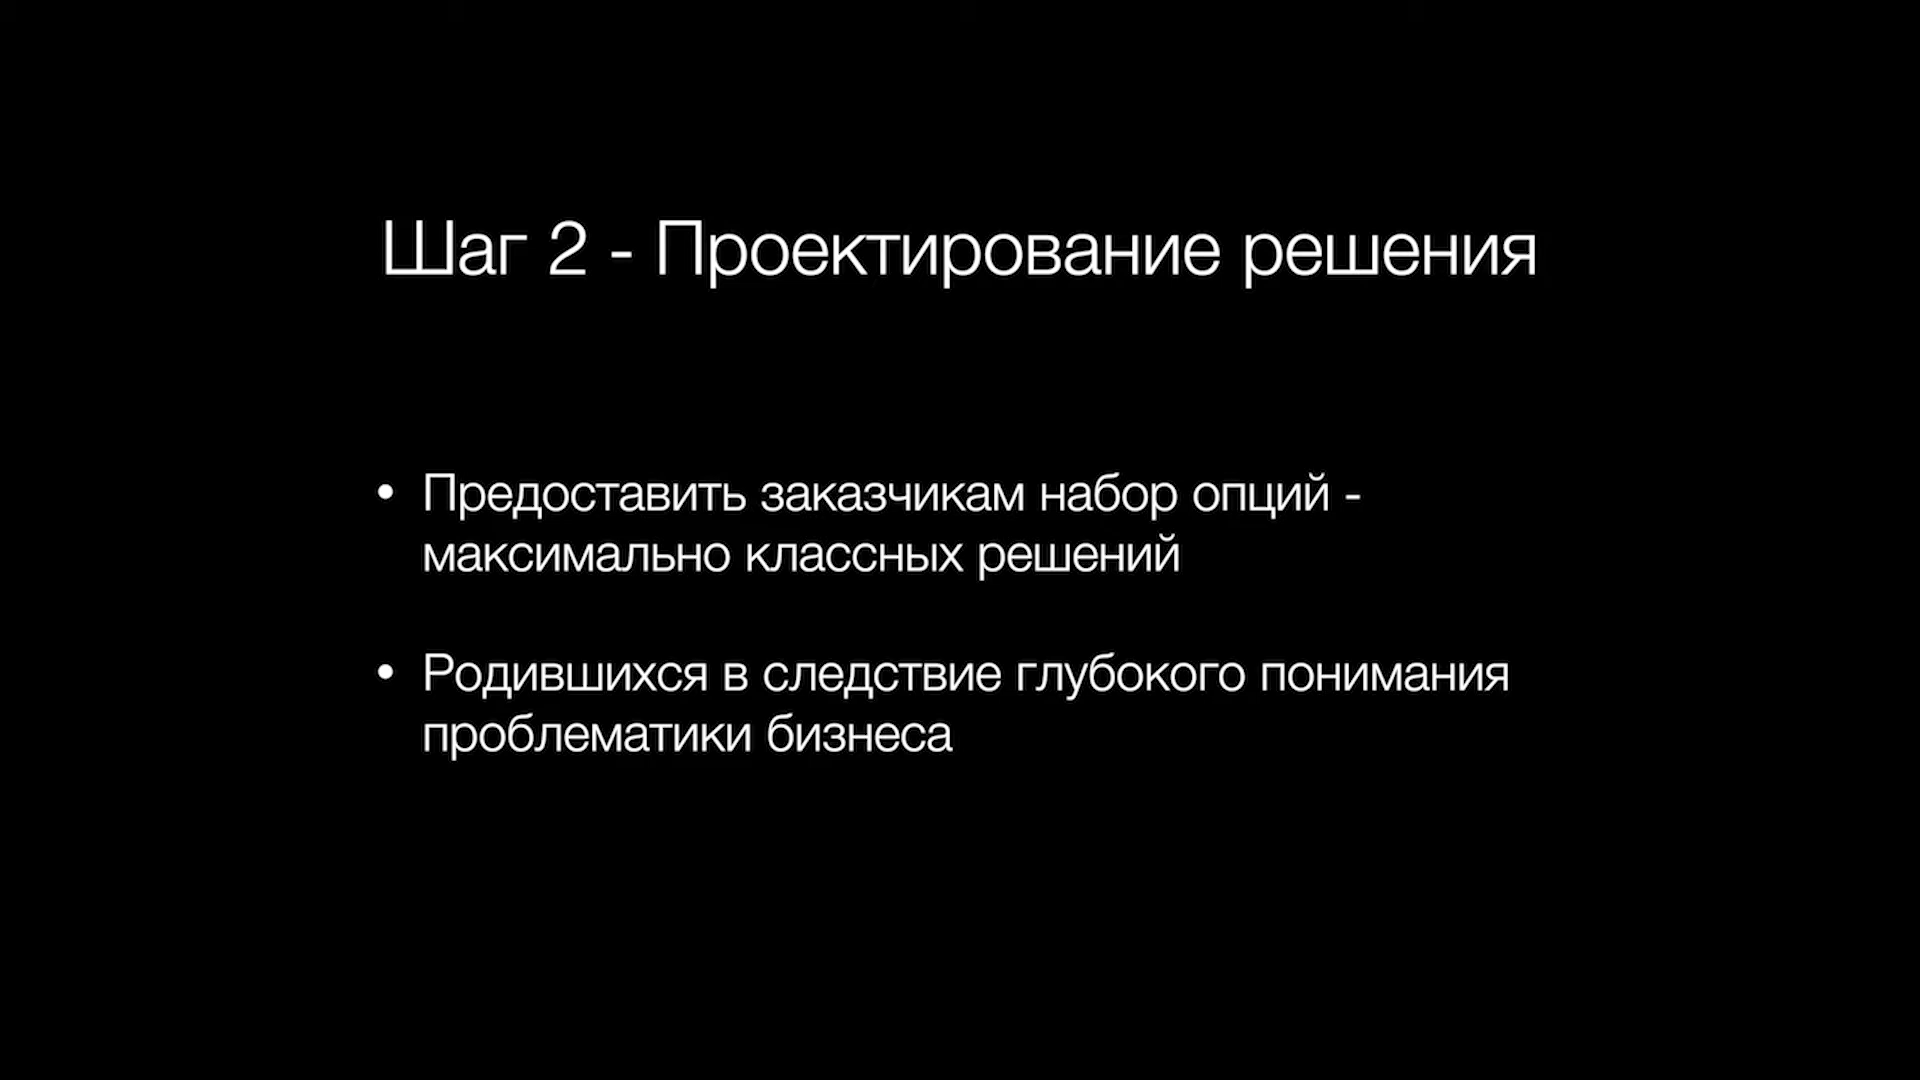 Шаг 2 - Проектирование решения
• Предоставить заказчикам набор опций -
максимально классных решений
• Родившихся в следствие глубокого понимания
проблематики бизнеса